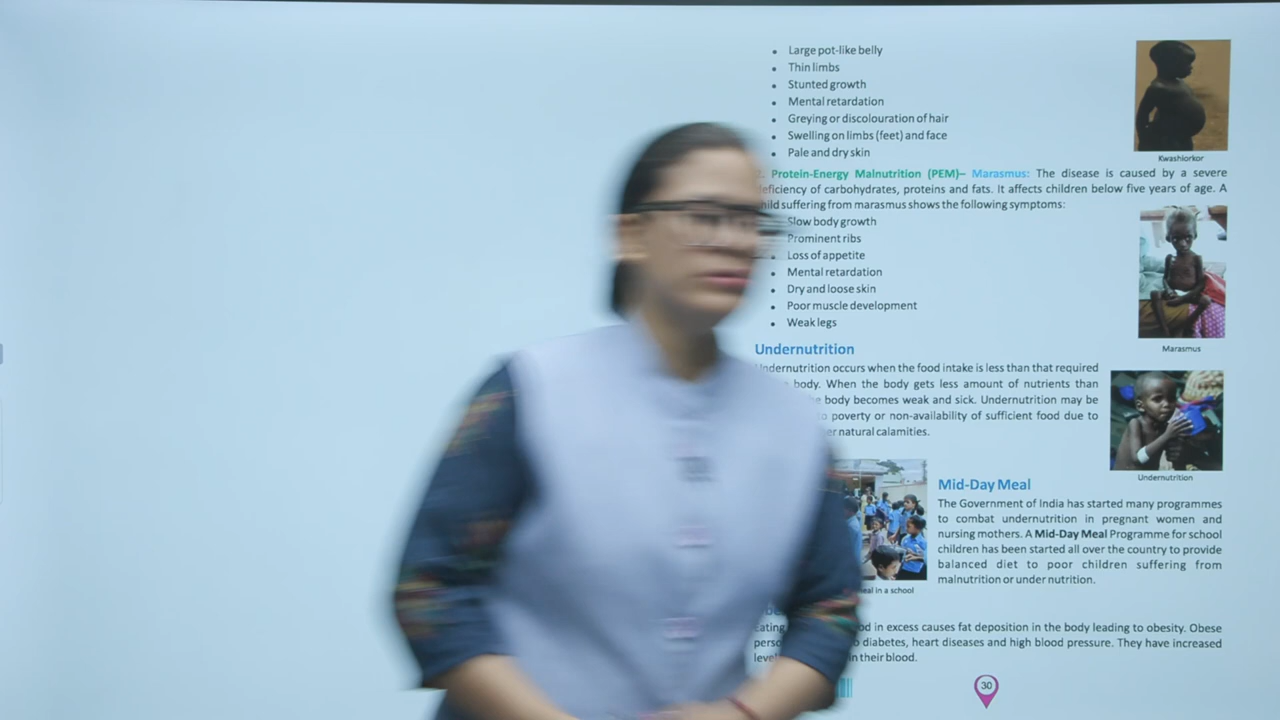 Large pot-like belly
Thin limbs
Stunted growth
Mental retardation
Greying or discolouration of hair
Swelling on limbs (feet) and face
Pale and dry skin
Kwashiorkor
Protein-Energy Malnutrition (PEM)– Marasmus: The disease is caused by a severe
deficiency of carbohydrates, proteins and fats. It affects children below five years of age. A
child suffering from marasmus shows the following symptoms:
Slow body growth
Prominent ribs
Loss of appetite
Mental retardation
Dry and loose skin
Poor muscle development
Weak legs
Marasmus
Undernutrition
Undernutrition occurs when the food intake is less than that required
body. When the body gets less amount of nutrients than
body becomes weak and sick. Undernutrition may be
poverty or non-availability of sufficient food due to
natural calamities.
Undernutrition
Mid-Day Meal
The Government of India has started many programmes
to combat undernutrition in pregnant women and
nursing mothers. A Mid-Day Meal Programme for school
children has been started all over the country to provide
balanced diet to poor children suffering from
malnutrition or under nutrition.
in a school
Eating in excess causes fat deposition in the body leading to obesity. Obese
diabetes, heart diseases and high blood pressure. They have increased
in their blood.
30